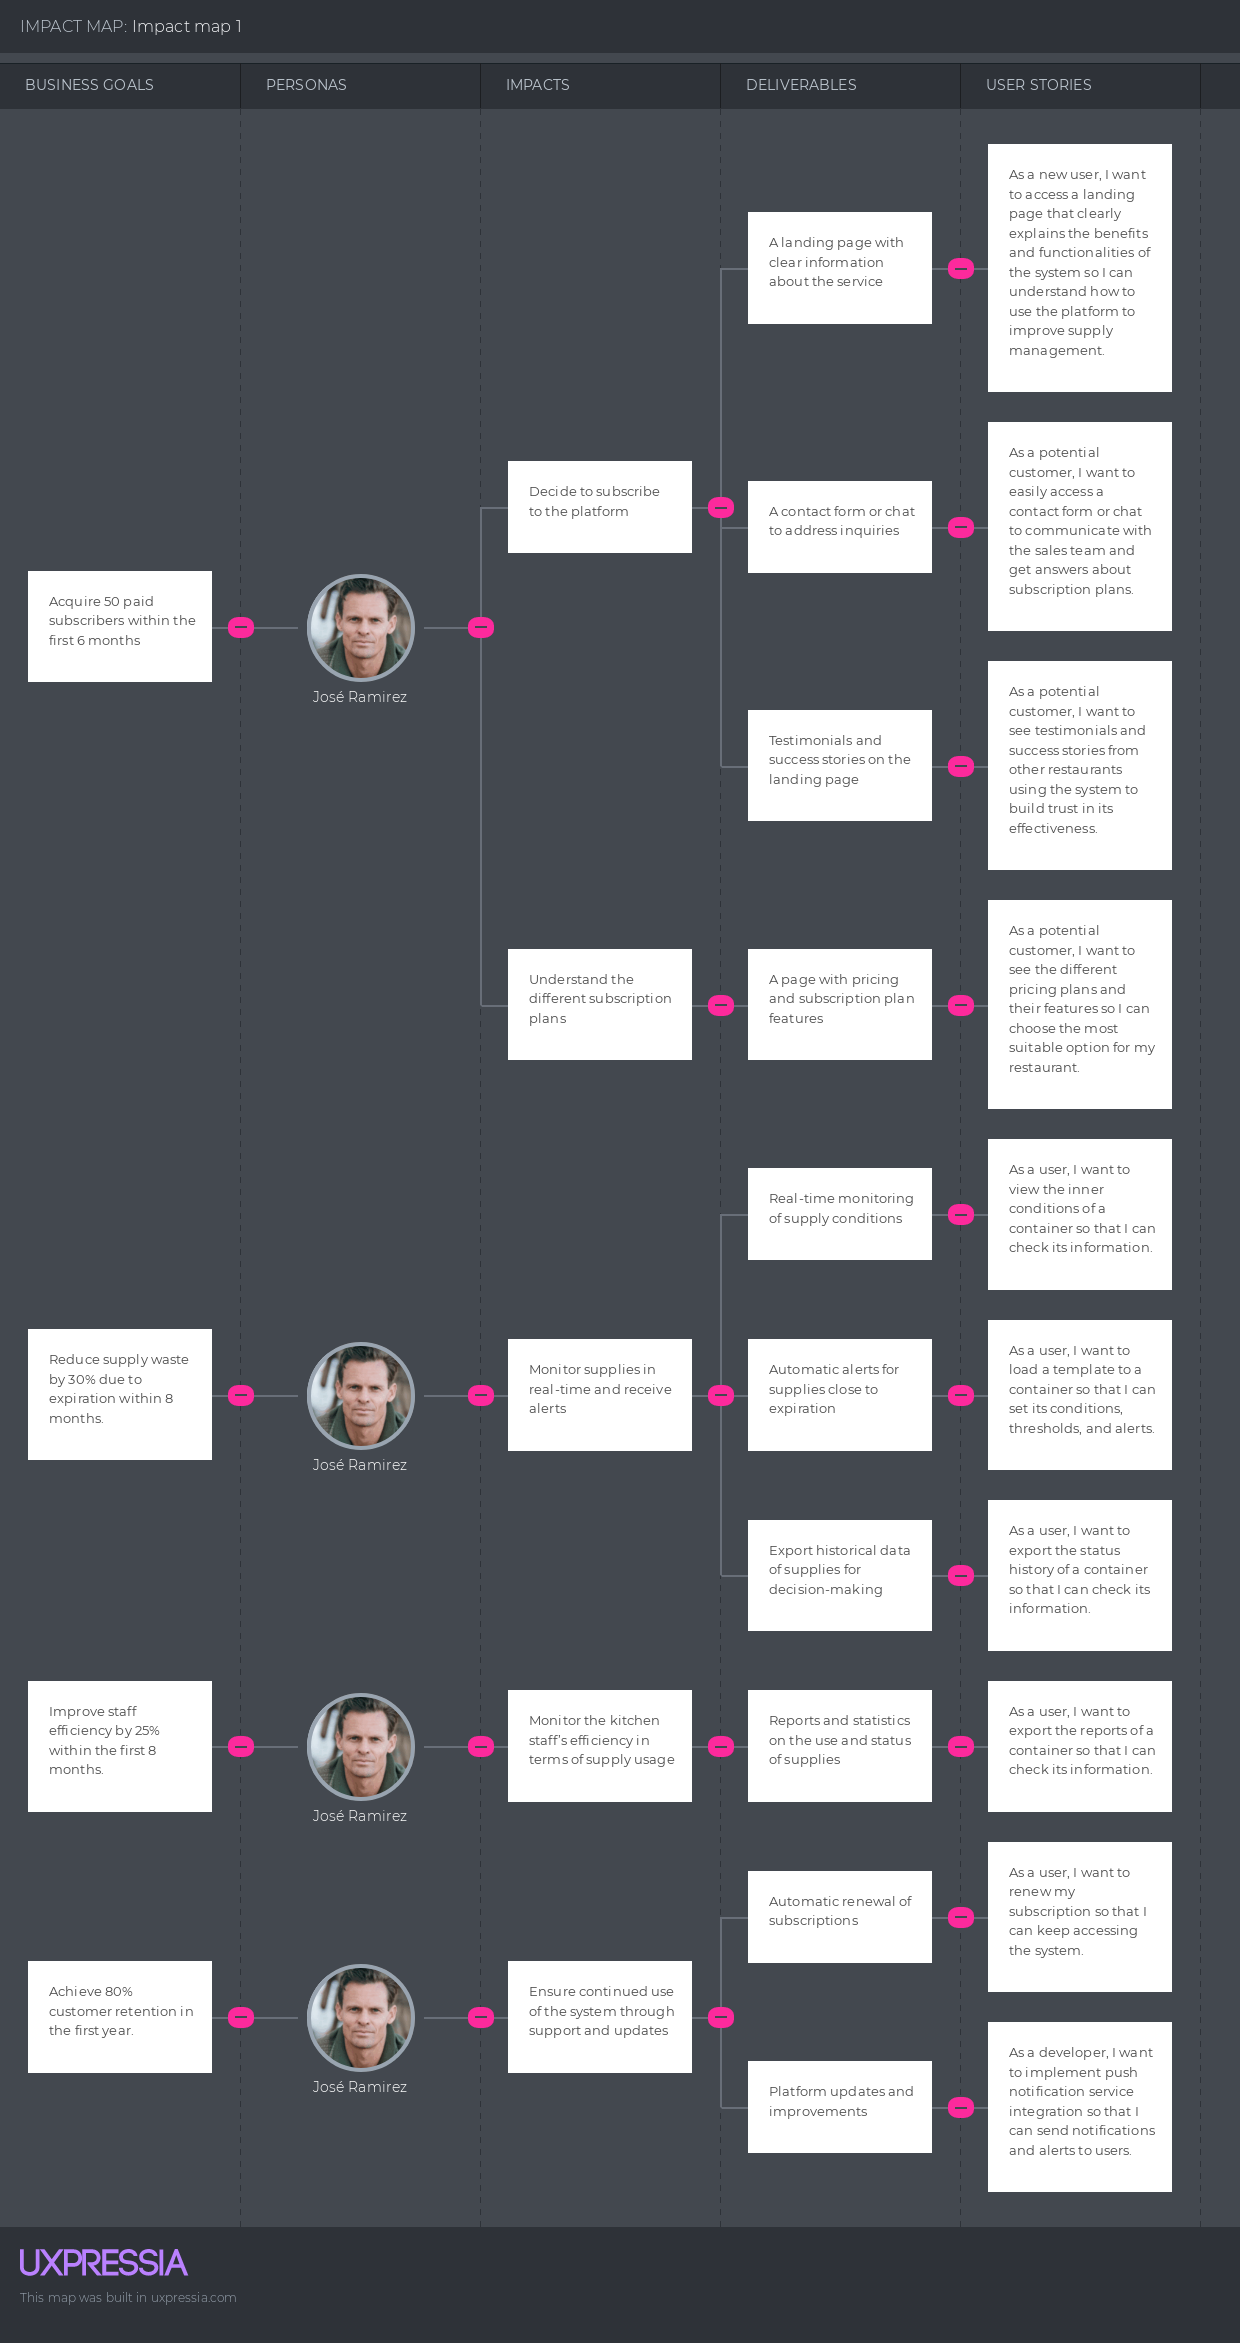 IMPACT MAP: Impact map 1
BUSINESS GOALS
PERSONAS
IMPACTS
DELIVERABLES
USER STORIES
Acquire 50 paid
subscribers within the
first 6 months
José Ramirez
Decide to subscribe
to the platform
A landing page with
clear information
about the service
As a new user, I want
to access a landing
page that clearly
explains the benefits
and functionalities of
the system so I can
understand how to
use the platform to
improve supply
management.
A contact form or chat
to address inquiries
As a potential
customer, I want to
easily access a
contact form or chat
to communicate with
the sales team and
get answers about
subscription plans.
Testimonials and
success stories on the
landing page
As a potential
customer, I want to
see testimonials and
success stories from
other restaurants
using the system to
build trust in its
effectiveness.
Understand the
different subscription
plans
A page with pricing
and subscription plan
features
As a potential
customer, I want to
see the different
pricing plans and
their features so I can
choose the most
suitable option for my
restaurant.
Reduce supply waste
by 30% due to
expiration within 8
months.
José Ramirez
Monitor supplies in
real-time and receive
alerts
Real-time monitoring
of supply conditions
As a user, I want to
view the inner
conditions of a
container so that I can
check its information.
Automatic alerts for
supplies close to
expiration
As a user, I want to
load a template to a
container so that I can
set its conditions,
thresholds, and alerts.
Export historical data
of supplies for
decision-making
As a user, I want to
export the status
history of a container
so that I can check its
information.
Improve staff
efficiency by 25%
within the first 8
months.
José Ramirez
Monitor the kitchen
staff's efficiency in
terms of supply usage
Reports and statistics
on the use and status
of supplies
As a user, I want to
export the reports of a
container so that I can
check its information.
Achieve 80%
customer retention in
the first year.
José Ramirez
Ensure continued use
of the system through
support and updates
Automatic renewal of
subscriptions
As a user, I want to
renew my
subscription so that I
can keep accessing
the system.
Platform updates and
improvements
As a developer, I want
to implement push
notification service
integration so that I
can send notifications
and alerts to users.
UXPRESSIA
This map was built in uxpressia.com